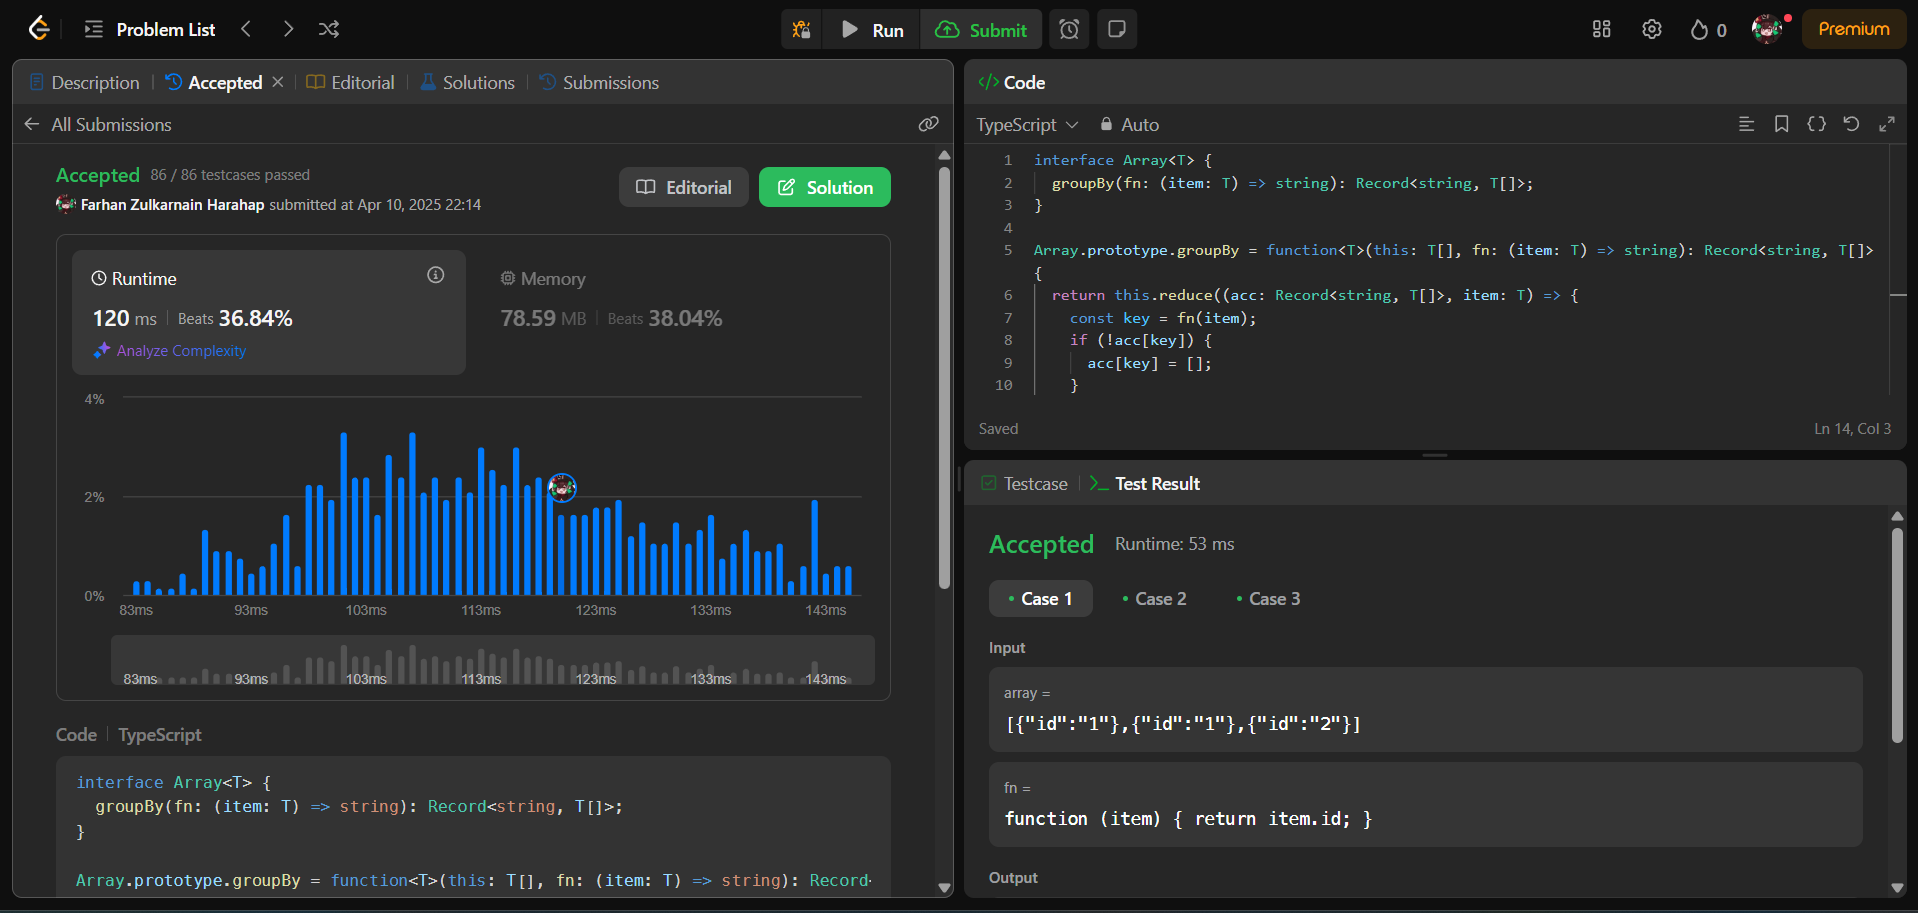 Problem List
Run
Submit
0
Premium
Description
Accepted
Editorial
Solutions
Submissions
All Submissions
Accepted 86 / 86 testcases passed
Farhan Zulkarnain Harahap submitted at Apr 10, 2025 22:14
Editorial
Solution
Runtime
120 ms Beats 36.84%
Analyze Complexity
Memory
78.59 MB Beats 38.04%
4%
2%
0%
83ms 93ms 103ms 113ms 123ms 133ms 143ms
83ms 93ms 103ms 113ms 123ms 133ms 143ms
Code TypeScript
interface Array<T> {
groupBy(fn: (item: T) => string): Record<string, T[]>;
}
Array.prototype.groupBy = function<T>(this: T[], fn: (item: T) => string): Record
</> Code
TypeScript Auto
1 interface Array<T> {
2 groupBy(fn: (item: T) => string): Record<string, T[]>;
3 }
4
5 Array.prototype.groupBy = function<T>(this: T[], fn: (item: T) => string): Record<string, T[]>
{
6 return this.reduce((acc: Record<string, T[]>, item: T) => {
7 const key = fn(item);
8 if (!acc[key]) {
9 acc[key] = [];
10 }
Saved
Ln 14, Col 3
Testcase
Test Result
Accepted Runtime: 53 ms
Case 1
Case 2
Case 3
Input
array =
[{"id":"1"},{"id":"1"},{"id":"2"}]
fn =
function (item) { return item.id; }
Output